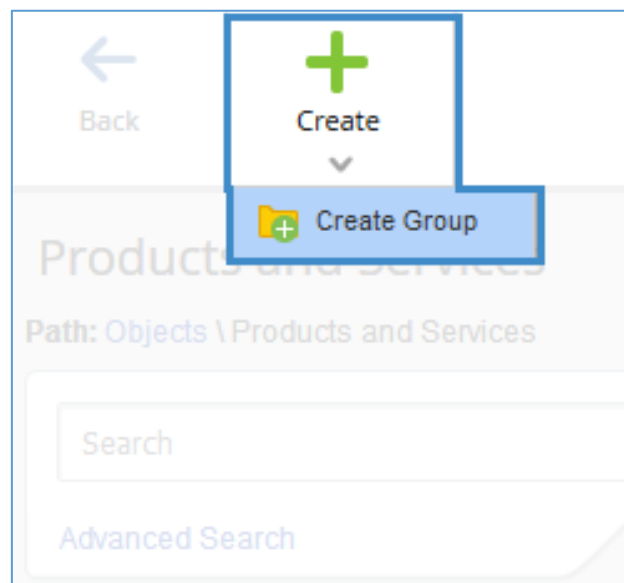 Back
Create
Create Group
Products and Services
Path: Objects \ Products and Services
Search
Advanced Search